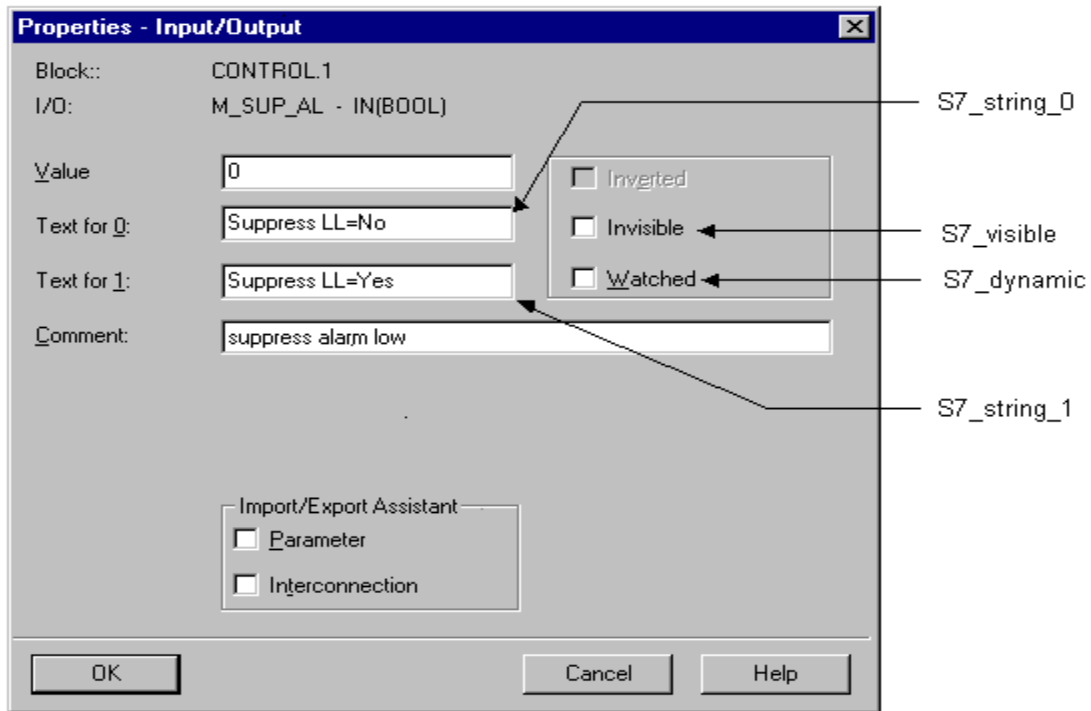 Properties - Input/Output
Block:: CONTROL.1
I/O: M_SUP_AL - IN(BOOL)
S7_string_0
Value 0
Inverted
Text for 0: Suppress LL=No
Invisible
S7_visible
Text for 1: Suppress LL=Yes
Watched
S7_dynamic
Comment: suppress alarm low
S7_string_1
Import/Export Assistant
Parameter
Interconnection
OK Cancel Help